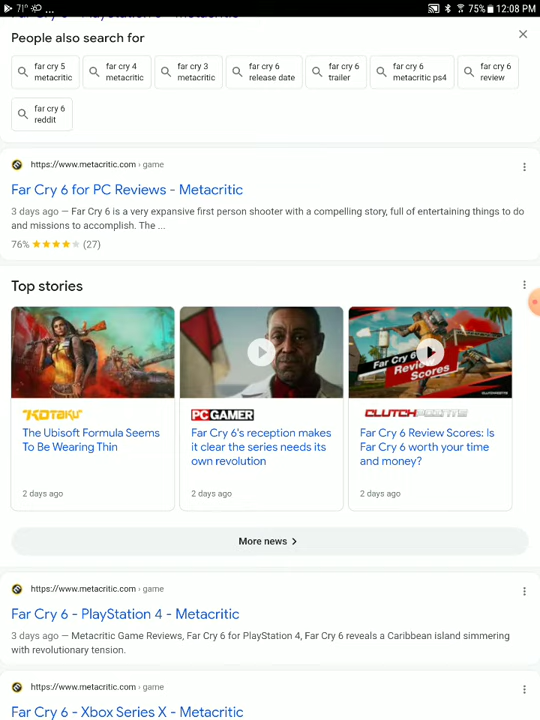 71°
...
75%
12:08 PM
People also search for
far cry 5
metacritic
far cry 4
metacritic
far cry 3
metacritic
far cry 6
release date
far cry 6
trailer
far cry 6
metacritic ps4
far cry 6
review
far cry 6
reddit
https://www.metacritic.com › game
Far Cry 6 for PC Reviews - Metacritic
3 days ago — Far Cry 6 is a very expansive first person shooter with a compelling story, full of entertaining things to do
and missions to accomplish. The ...
76% ★★★★★ (27)
Top stories
KOTAKU
The Ubisoft Formula Seems
To Be Wearing Thin
2 days ago
PC GAMER
Far Cry 6's reception makes
it clear the series needs its
own revolution
2 days ago
Far Cry 6
Review
Scores
Far Cry 6 Review Scores: Is
Far Cry 6 worth your time
and money?
2 days ago
More news
https://www.metacritic.com › game
Far Cry 6 - PlayStation 4 - Metacritic
3 days ago — Metacritic Game Reviews, Far Cry 6 for PlayStation 4, Far Cry 6 reveals a Caribbean island simmering
with revolutionary tension.
https://www.metacritic.com › game
Far Cry 6 - Xbox Series X - Metacritic